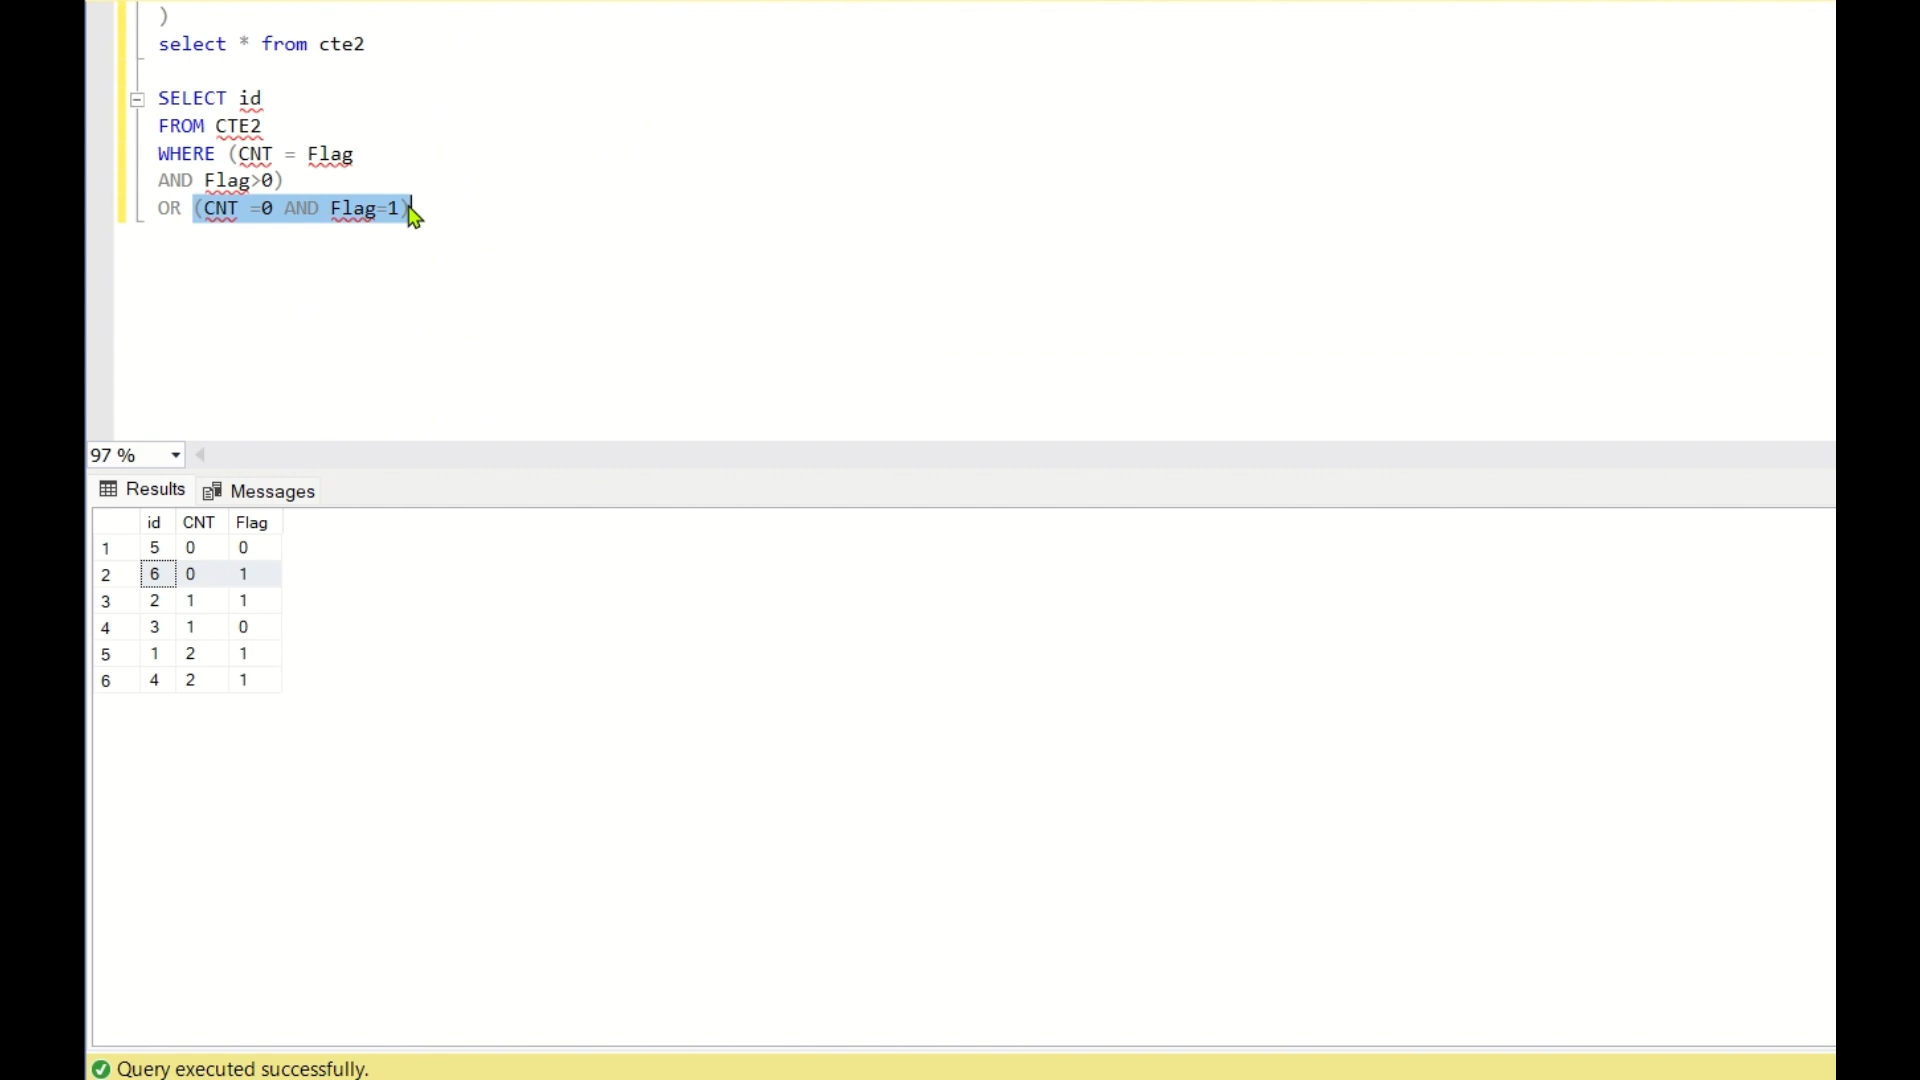 )
select * from cte2
SELECT id
FROM CTE2
WHERE (CNT = Flag
AND Flag>0)
OR (CNT =0 AND Flag=1)
97 %
Results Messages
id CNT Flag
1 5 0 0
2 6 0 1
3 2 1 1
4 3 1 0
5 1 2 1
6 4 2 1
Query executed successfully.